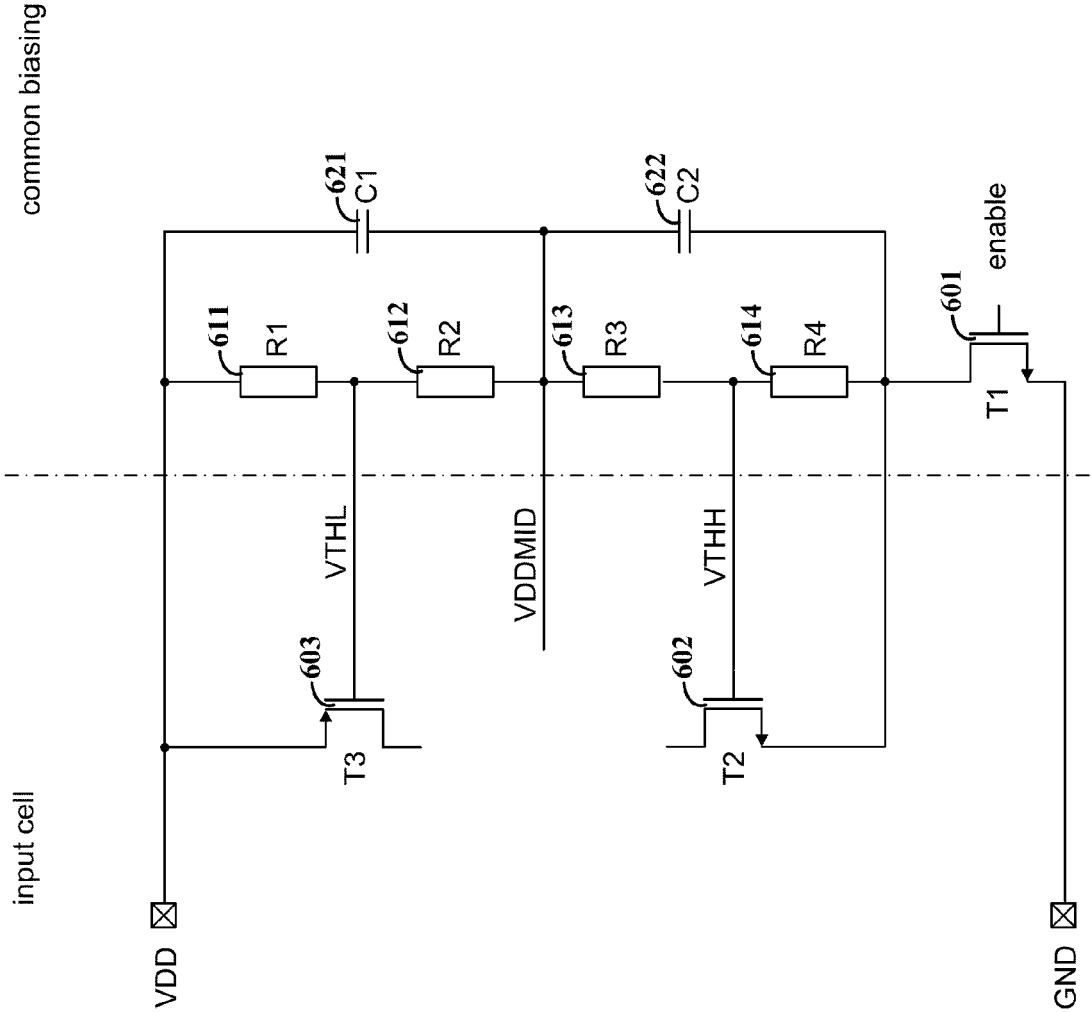 common biasing
input cell
VDD
GND
611
R1
612
R2
613
R3
614
R4
621
C1
622
C2
601
T1
enable
VTHL
VDDMID
VTHH
603
T3
602
T2